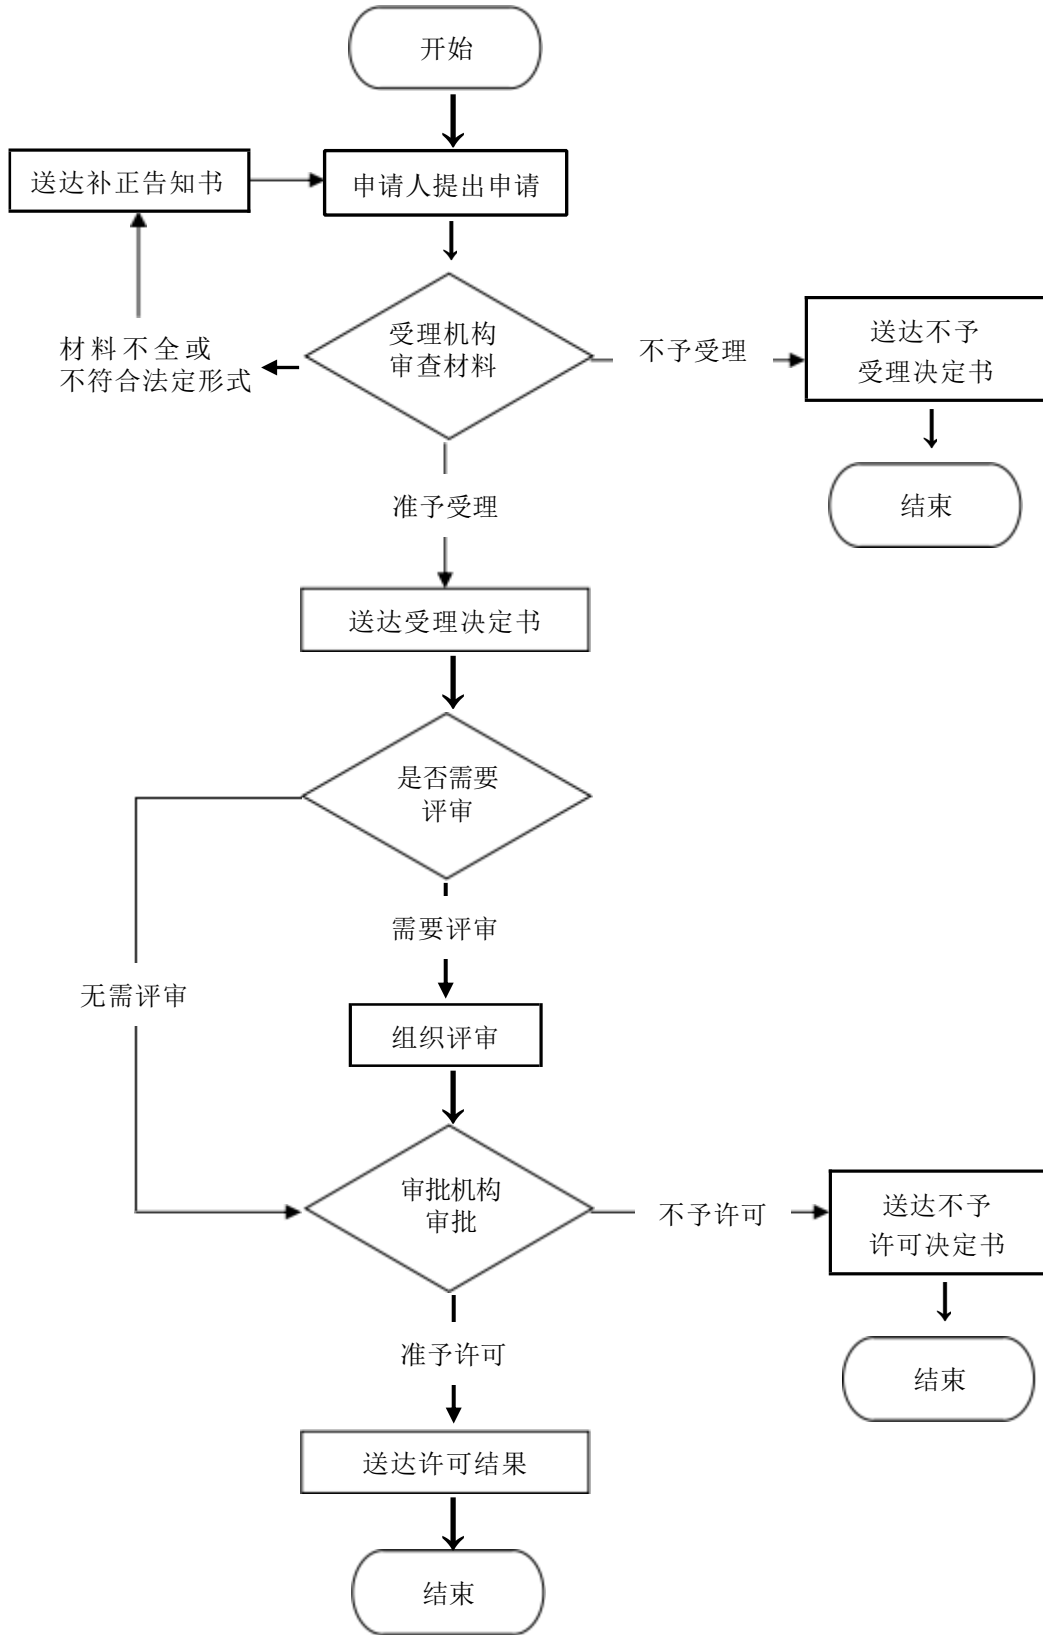 开始
送达补正告知书
申请人提出申请
受理机构
审查材料
材料不全或
不符合法定形式
不予受理
送达不予
受理决定书
结束
准予受理
送达受理决定书
是否需要
评审
需要评审
无需评审
组织评审
审批机构
审批
不予许可
送达不予
许可决定书
结束
准予许可
送达许可结果
结束